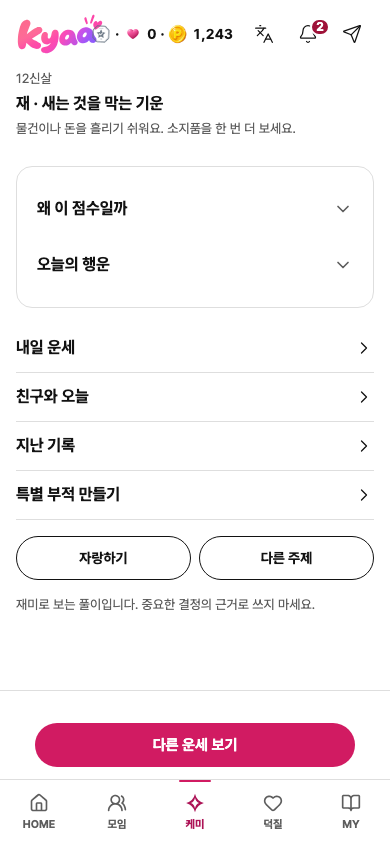 Kyaa
· 0 · 1,243
2
12신살
재 · 새는 것을 막는 기운
물건이나 돈을 흘리기 쉬워요. 소지품을 한 번 더 보세요.
왜 이 점수일까
오늘의 행운
내일 운세
친구와 오늘
지난 기록
특별 부적 만들기
자랑하기 다른 주제
재미로 보는 풀이입니다. 중요한 결정의 근거로 쓰지 마세요.
다른 운세 보기
HOME 모임 케미 덕질 MY